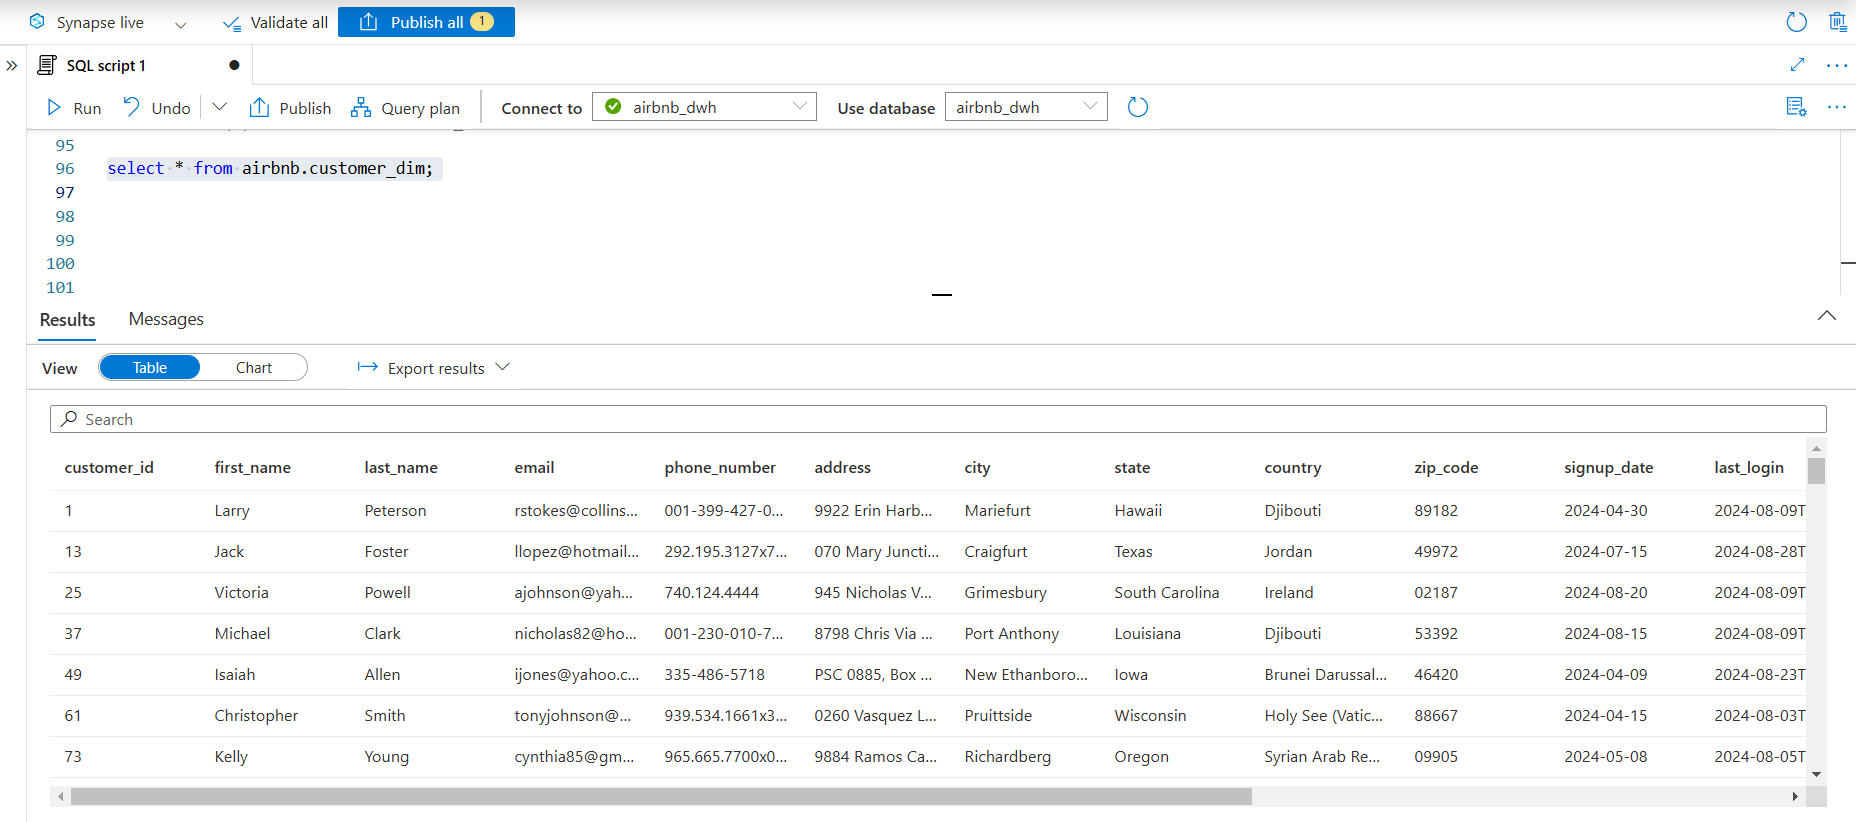 Synapse live Validate all Publish all 1
SQL script 1
Run Undo Publish Query plan Connect to airbnb_dwh Use database airbnb_dwh
95
96 select * from airbnb.customer_dim;
97
98
99
100
101
Results Messages
View Table Chart Export results
Search
customer_id first_name last_name email phone_number address city state country zip_code signup_date last_login
1 Larry Peterson rstokes@collins... 001-399-427-0... 9922 Erin Harb... Mariefurt Hawaii Djibouti 89182 2024-04-30 2024-08-09T
13 Jack Foster llopez@hotmail... 292.195.3127x7... 070 Mary Juncti... Craigfurt Texas Jordan 49972 2024-07-15 2024-08-28T
25 Victoria Powell ajohnson@yah... 740.124.4444 945 Nicholas V... Grimesbury South Carolina Ireland 02187 2024-08-20 2024-08-09T
37 Michael Clark nicholas82@ho... 001-230-010-7... 8798 Chris Via ... Port Anthony Louisiana Djibouti 53392 2024-08-15 2024-08-09T
49 Isaiah Allen ijones@yahoo.c... 335-486-5718 PSC 0885, Box ... New Ethanboro... Iowa Brunei Darussal... 46420 2024-04-09 2024-08-23T
61 Christopher Smith tonyjohnson@... 939.534.1661x3... 0260 Vasquez L... Pruittside Wisconsin Holy See (Vatic... 88667 2024-04-15 2024-08-03T
73 Kelly Young cynthia85@gm... 965.665.7700x0... 9884 Ramos Ca... Richardberg Oregon Syrian Arab Re... 09905 2024-05-08 2024-08-05T